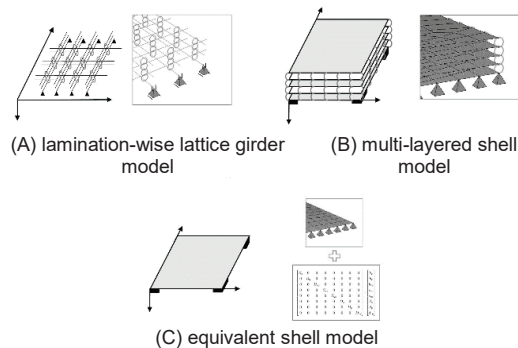 (A) lamination-wise lattice girder
model
(B) multi-layered shell
model
(C) equivalent shell model